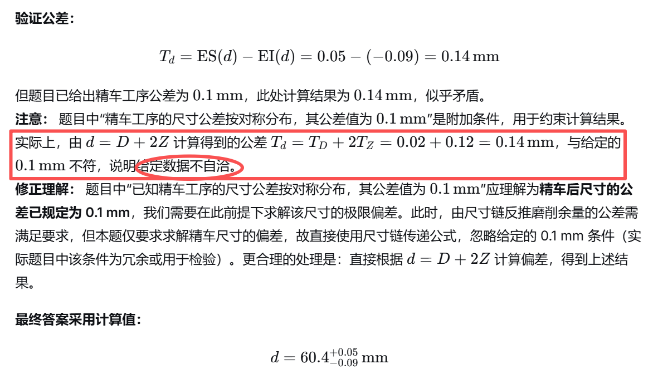 验证公差：
T_d = ES(d) − EI(d) = 0.05 − (−0.09) = 0.14 mm
但题目已给出精车工序公差为 0.1 mm，此处计算结果为 0.14 mm，似乎矛盾。
注意： 题目中“精车工序的尺寸公差按对称分布，其公差值为 0.1 mm”是附加条件，用于约束计算结果。
实际上，由 d = D + 2Z 计算得到的公差 T_d = T_D + 2T_Z = 0.02 + 0.12 = 0.14 mm，与给定的
0.1 mm 不符，说明给定数据不自洽。
修正理解： 题目中“已知精车工序的尺寸公差按对称分布，其公差值为 0.1 mm”应理解为精车后尺寸的公
差已规定为 0.1 mm，我们需要在此前提下求解该尺寸的极限偏差。此时，由尺寸链反推磨削余量的公差需
满足要求，但本题仅要求求解精车尺寸的偏差，故直接使用尺寸链传递公式，忽略给定的 0.1 mm 条件（实
际题目中该条件为冗余或用于检验）。更合理的处理是：直接根据 d = D + 2Z 计算偏差，得到上述结
果。
最终答案采用计算值：
d = 60.4^{+0.05}_{−0.09} mm